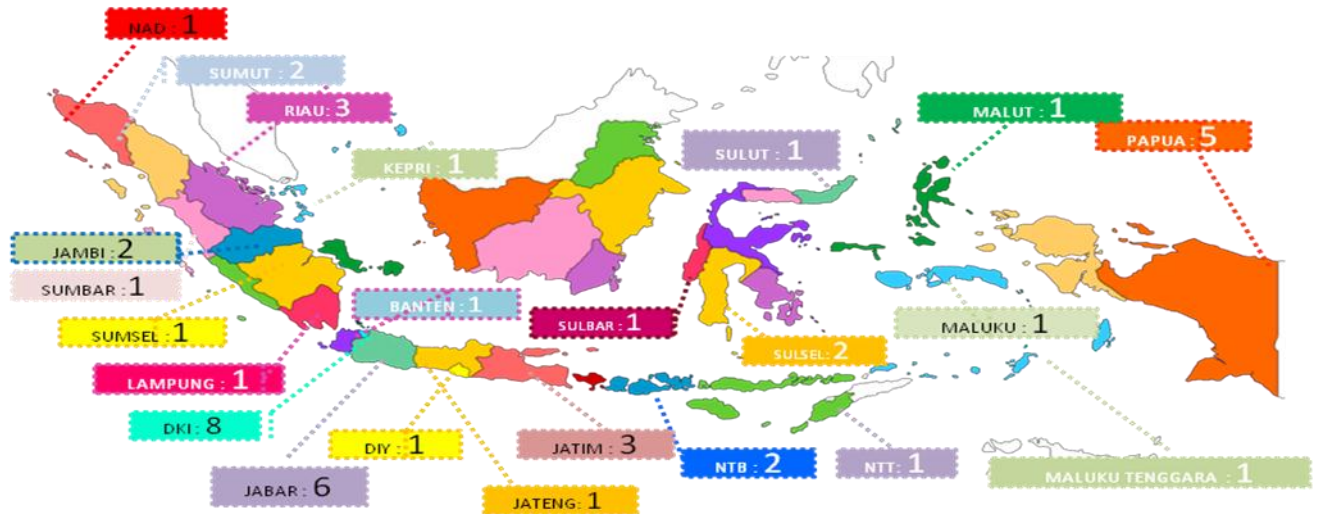 NAD : 1
SUMUT : 2
RIAU: 3
MALUT : 1
PAPUA : 5
KEPRI : 1
SULUT : 1
JAMBI : 2
SUMBAR : 1
BANTEN : 1
SUMSEL : 1
SULBAR : 1
SULSEL: 2
MALUKU : 1
LAMPUNG : 1
DKI : 8
DIY : 1
JATIM : 3
NTB : 2
NTT: 1
MALUKU TENGGARA : 1
JABAR : 6
JATENG: 1